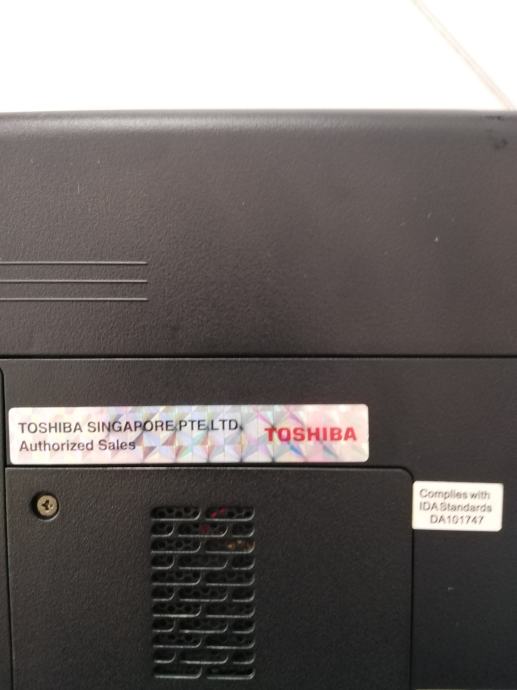 TOSHIBA SINGAPORE PTE LTD.
Authorized Sales
TOSHIBA
Complies with
IDA Standards
DA101747